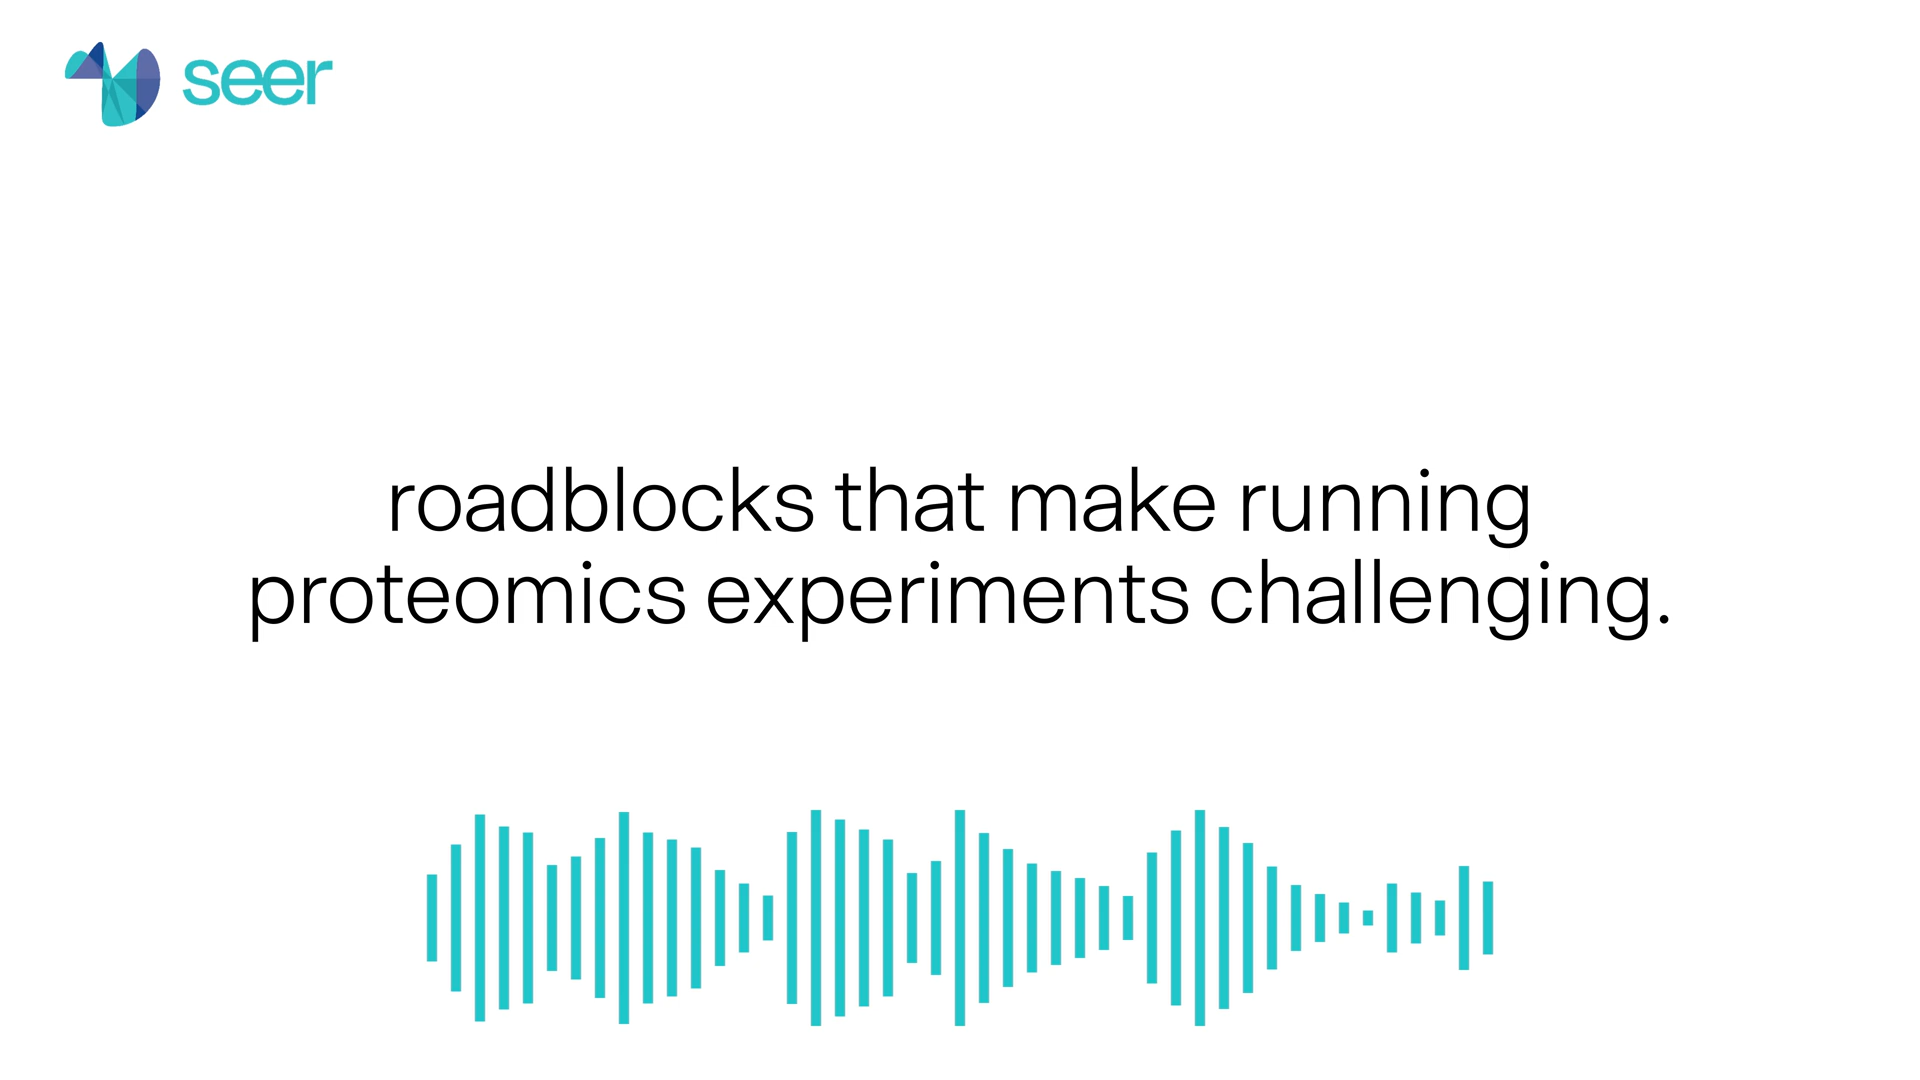 seer
roadblocks that make running
proteomics experiments challenging.